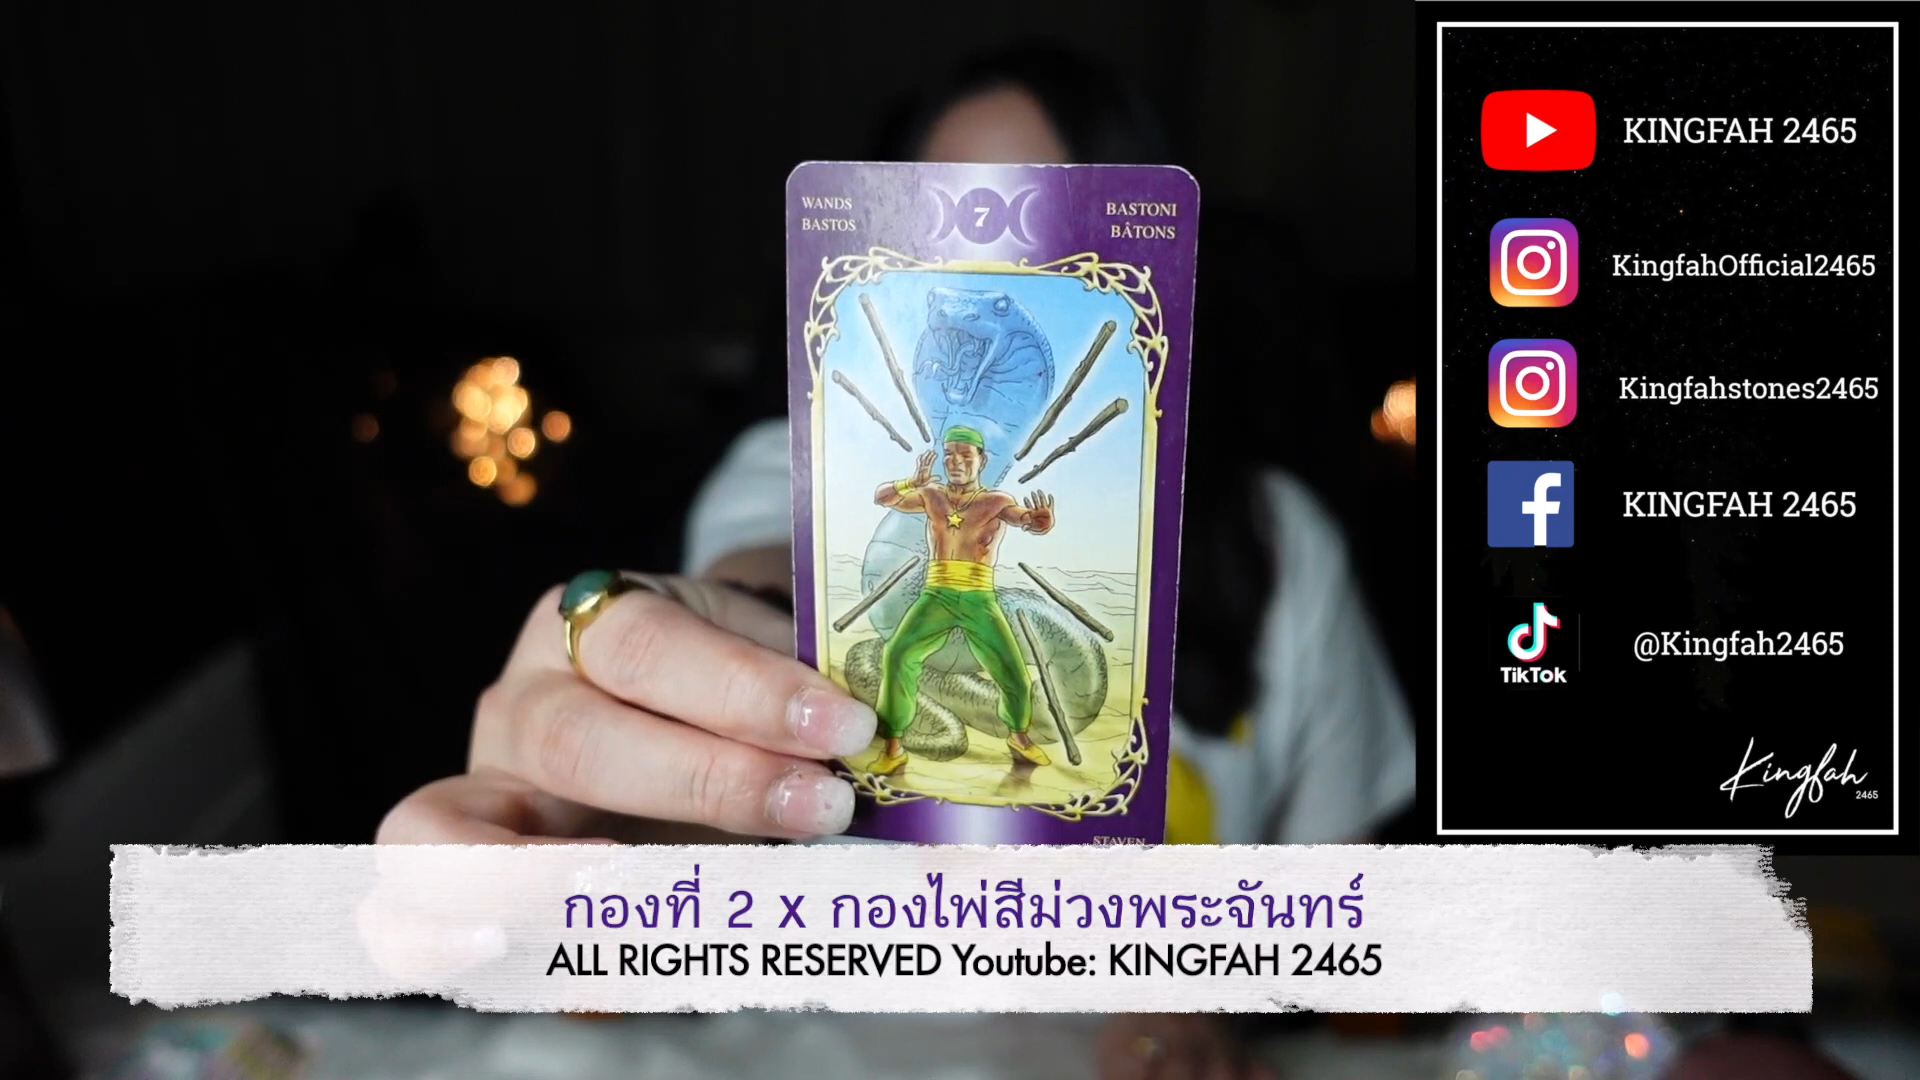 WANDS
BASTOS
7
BASTONI
BÂTONS
STAVEN
กองที่ 2 x กองไพ่สีม่วงพระจันทร์
ALL RIGHTS RESERVED Youtube: KINGFAH 2465
KINGFAH 2465
KingfahOfficial2465
Kingfahstones2465
KINGFAH 2465
TikTok
@Kingfah2465
Kingfah
2465